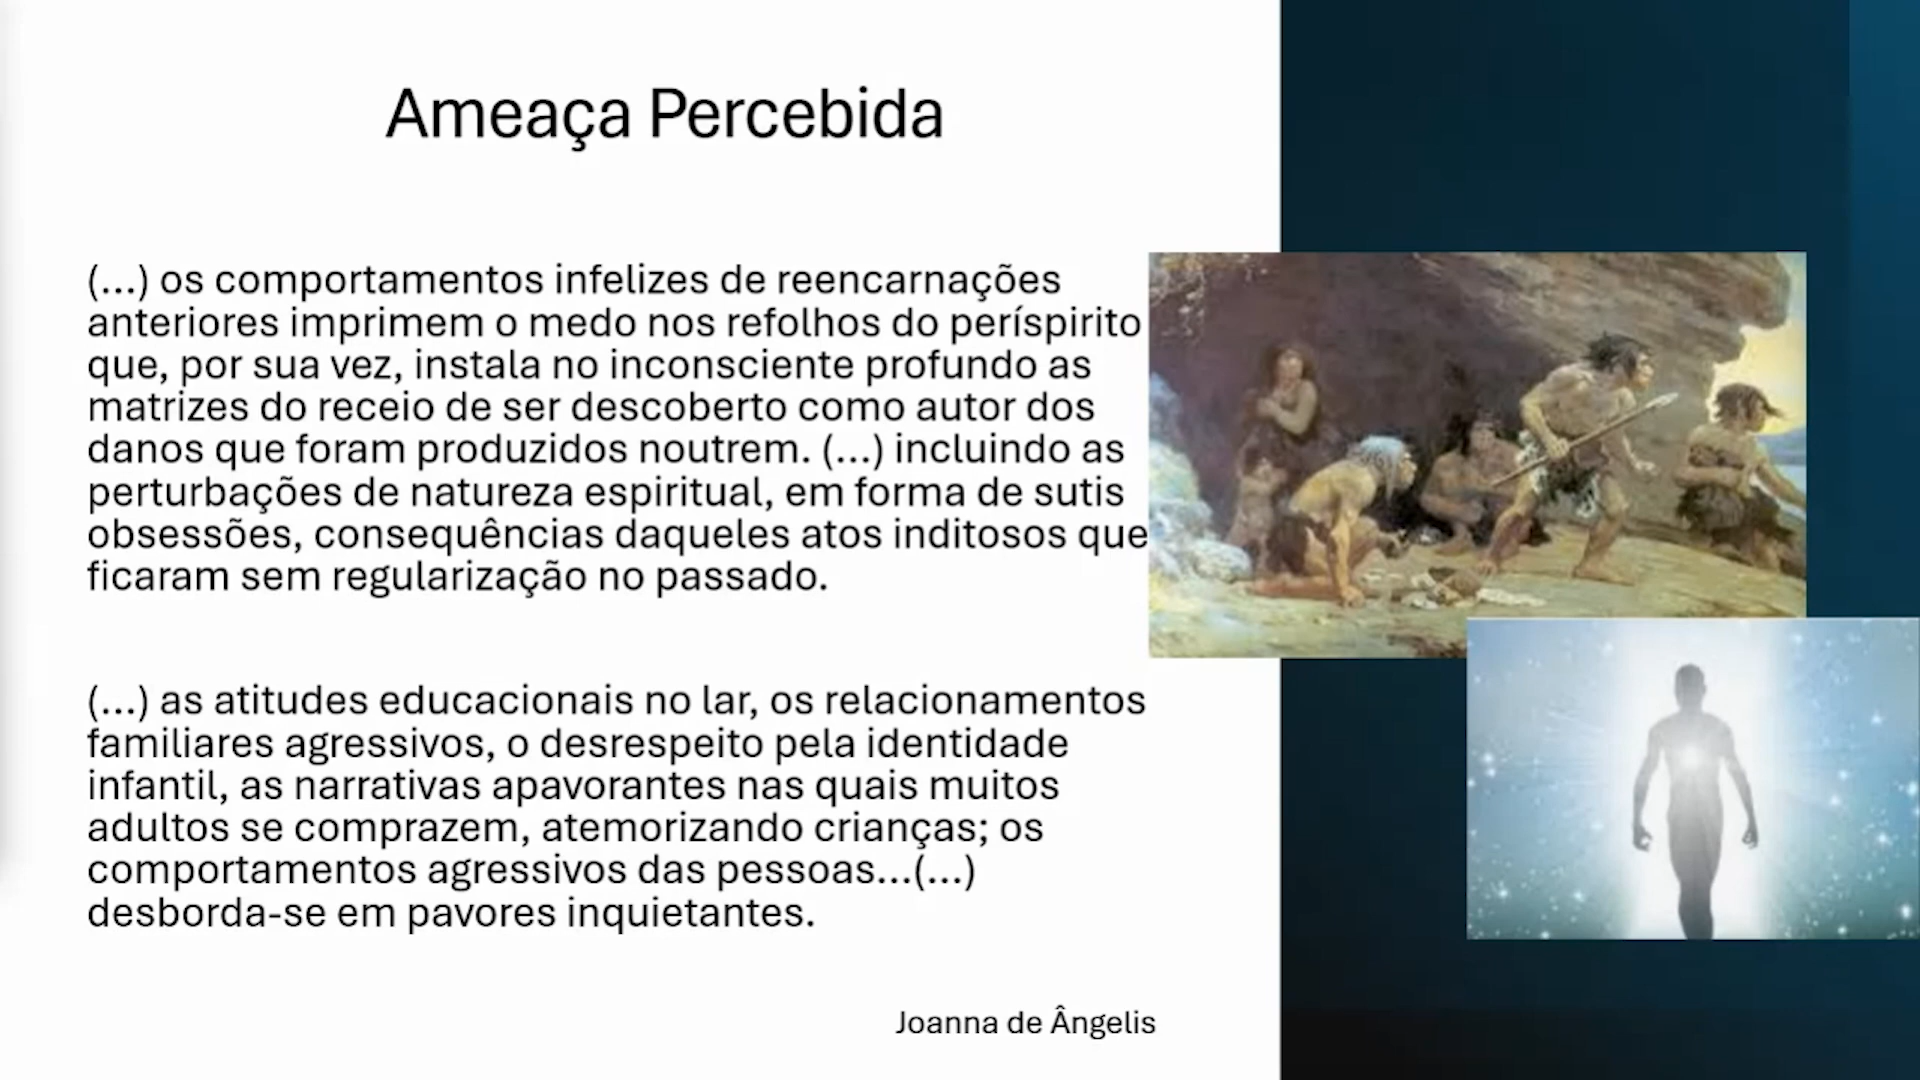 Ameaça Percebida
(...) os comportamentos infelizes de reencarnações
anteriores imprimem o medo nos refolhos do períspirito
que, por sua vez, instala no inconsciente profundo as
matrizes do receio de ser descoberto como autor dos
danos que foram produzidos noutrem. (...) incluindo as
perturbações de natureza espiritual, em forma de sutis
obsessões, consequências daqueles atos inditosos que
ficaram sem regularização no passado.
(...) as atitudes educacionais no lar, os relacionamentos
familiares agressivos, o desrespeito pela identidade
infantil, as narrativas apavorantes nas quais muitos
adultos se comprazem, atemorizando crianças; os
comportamentos agressivos das pessoas...(...)
desborda-se em pavores inquietantes.
Joanna de Ângelis